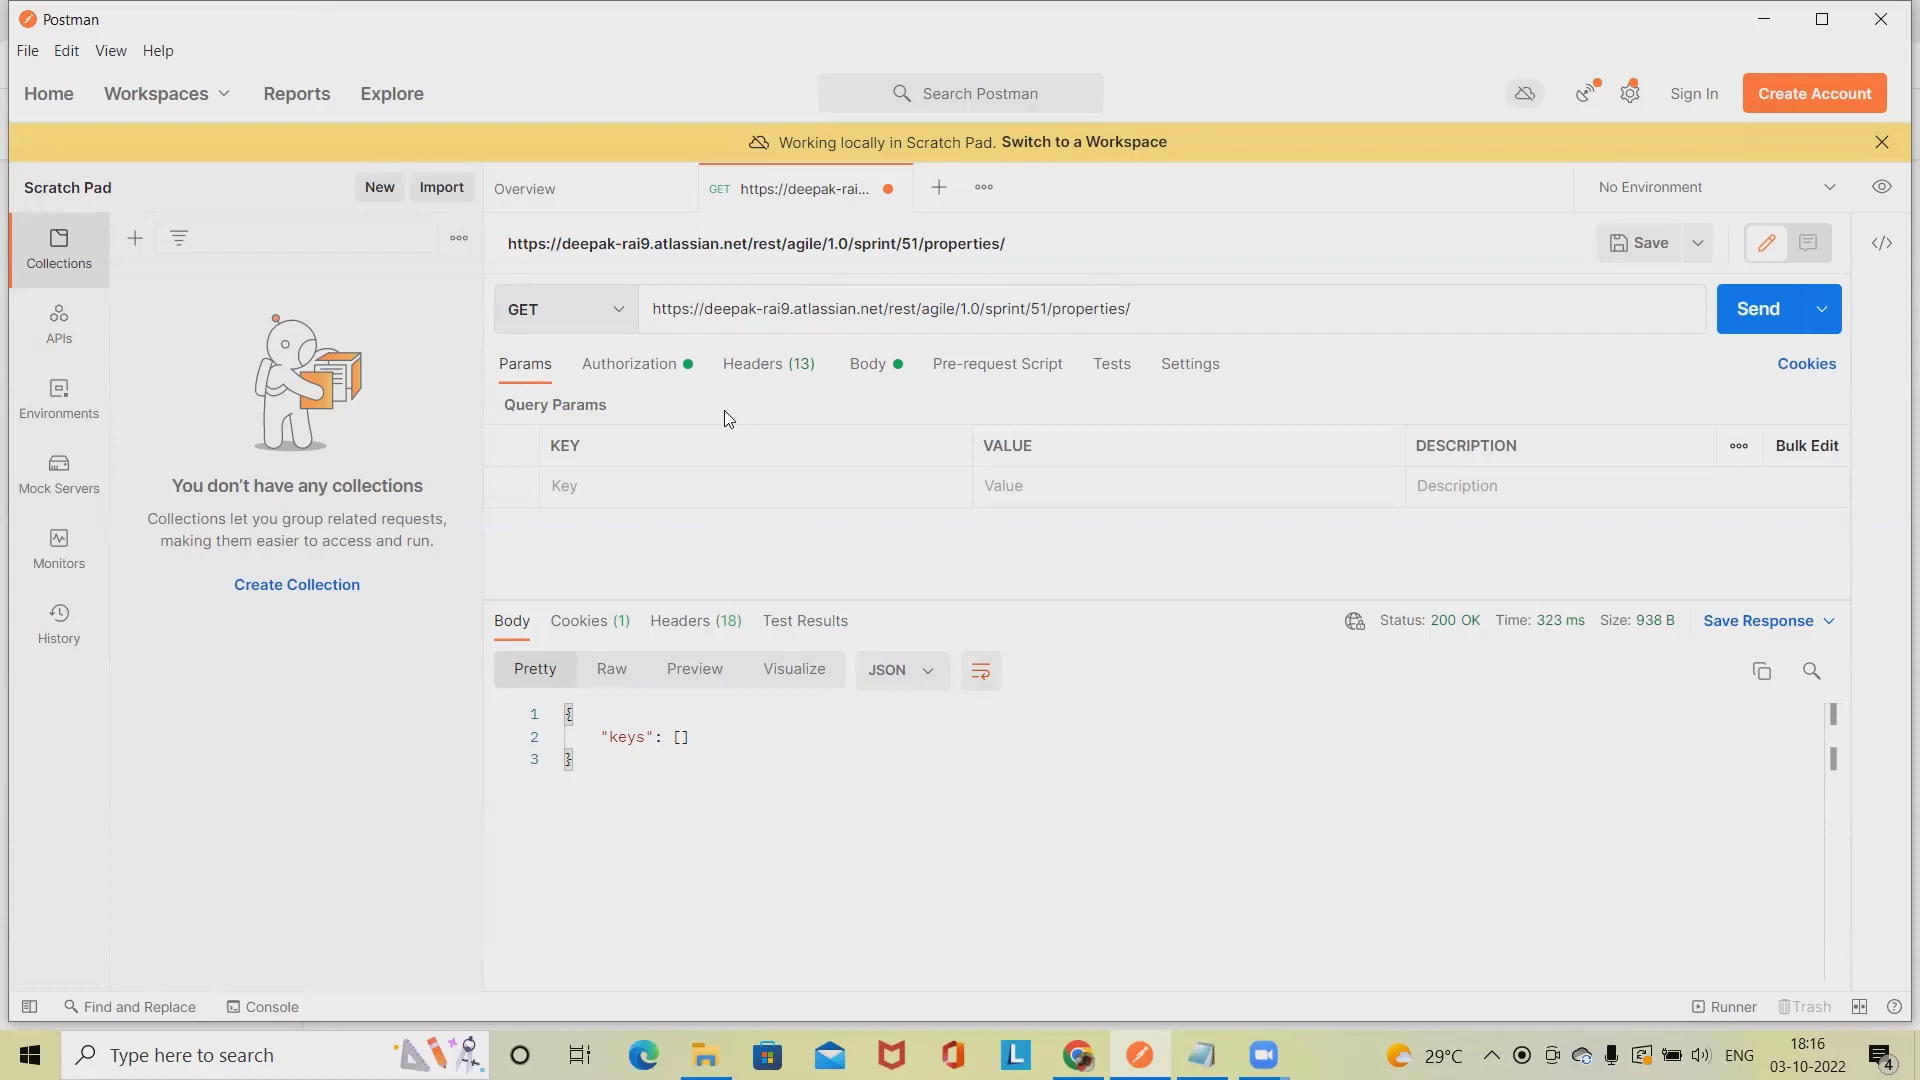 Postman
File Edit View Help
Home Workspaces Reports Explore Search Postman Sign In Create Account
Working locally in Scratch Pad. Switch to a Workspace
Scratch Pad New Import Overview GET https://deepak-rai... No Environment
https://deepak-rai9.atlassian.net/rest/agile/1.0/sprint/51/properties/ Save
Collections
GET https://deepak-rai9.atlassian.net/rest/agile/1.0/sprint/51/properties/ Send
APIs
Params Authorization Headers (13) Body Pre-request Script Tests Settings Cookies
Environments
Query Params
KEY VALUE DESCRIPTION Bulk Edit
Key Value Description
Mock Servers
You don't have any collections
Collections let you group related requests,
making them easier to access and run.
Monitors
Create Collection
History
Body Cookies (1) Headers (18) Test Results Status: 200 OK Time: 323 ms Size: 938 B Save Response
Pretty Raw Preview Visualize JSON
1 {
2 "keys": []
3 }
Find and Replace Console Runner Trash
Type here to search 29°C ENG 18:16
03-10-2022 4